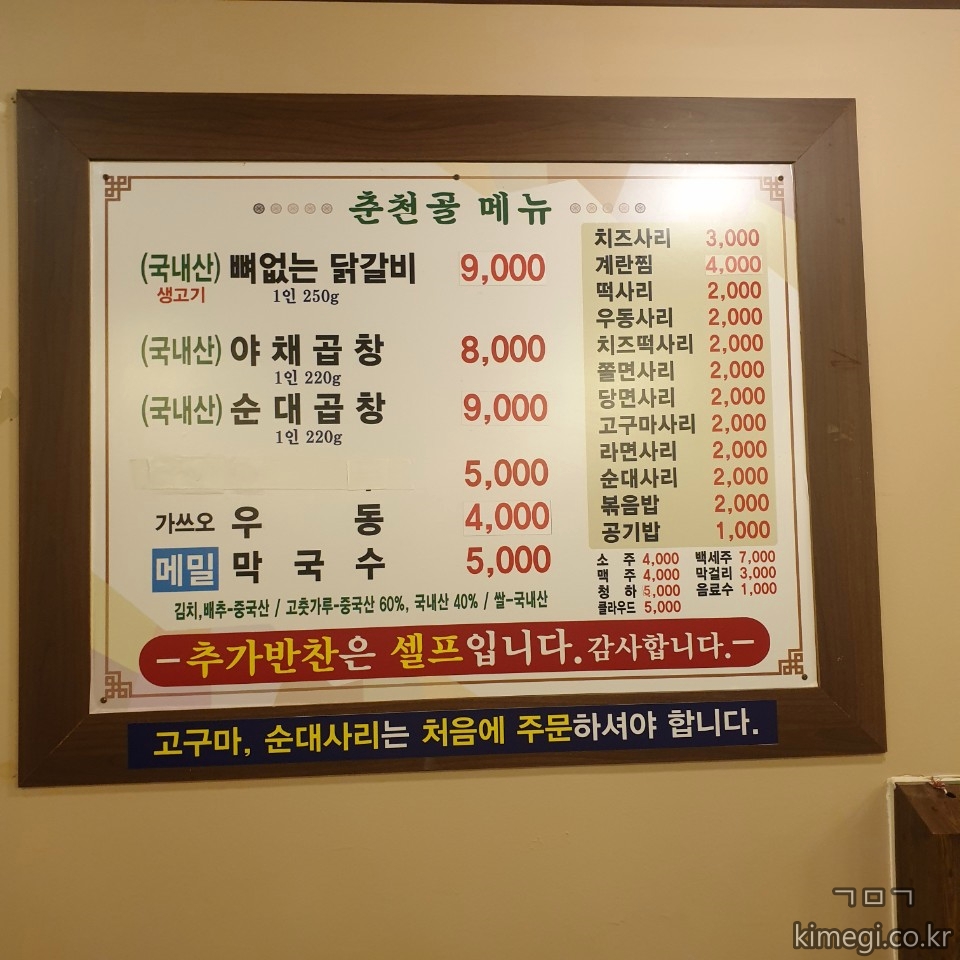 춘천골 메뉴
(국내산) 뼈없는 닭갈비 9,000
생고기 1인 250g
(국내산) 야채곱창 8,000
1인 220g
(국내산) 순대곱창 9,000
1인 220g
5,000
가쓰오 우동 4,000
메밀 막국수 5,000
김치,배추-중국산 / 고춧가루-중국산 60%, 국내산 40% / 쌀-국내산
치즈사리 3,000
계란찜 4,000
떡사리 2,000
우동사리 2,000
치즈떡사리 2,000
쫄면사리 2,000
당면사리 2,000
고구마사리 2,000
라면사리 2,000
순대사리 2,000
볶음밥 2,000
공기밥 1,000
소주 4,000 백세주 7,000
맥주 4,000 막걸리 3,000
청하 5,000 음료수 1,000
클라우드 5,000
-추가반찬은 셀프입니다.감사합니다.-
고구마, 순대사리는 처음에 주문하셔야 합니다.
ㄱㅁㄱ
kimegi.co.kr